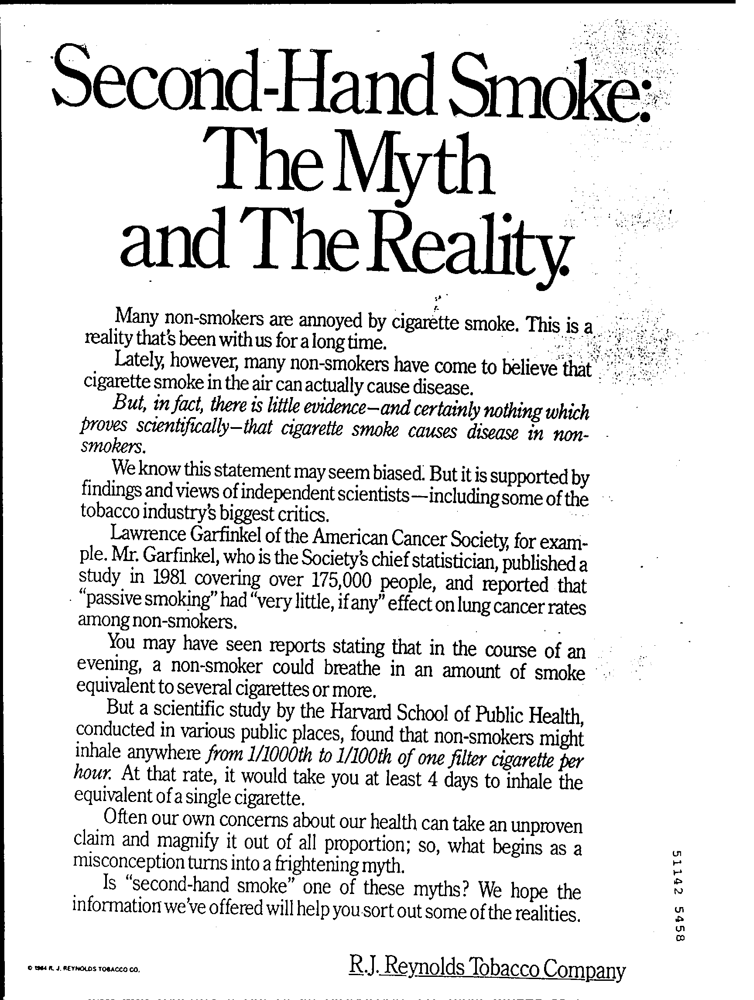 Second-Hand Smoke:
The Myth
and The Reality.
Many non-smokers are annoyed by cigarette smoke. This is a
reality that's been with us for a long time.
Lately, however, many non-smokers have come to believe that
cigarette smoke in the air can actually cause disease.
But, in fact, there is little evidence—and certainly nothing which
proves scientifically—that cigarette smoke causes disease in non-
smokers.
We know this statement may seem biased. But it is supported by
findings and views of independent scientists—including some of the
tobacco industry's biggest critics.
Lawrence Garfinkel of the American Cancer Society, for exam-
ple. Mr. Garfinkel, who is the Society's chief statistician, published a
study in 1981 covering over 175,000 people, and reported that
"passive smoking" had "very little, if any" effect on lung cancer rates
among non-smokers.
You may have seen reports stating that in the course of an
evening, a non-smoker could breathe in an amount of smoke
equivalent to several cigarettes or more.
But a scientific study by the Harvard School of Public Health,
conducted in various public places, found that non-smokers might
inhale anywhere from 1/1000th to 1/100th of one filter cigarette per
hour. At that rate, it would take you at least 4 days to inhale the
equivalent of a single cigarette.
Often our own concerns about our health can take an unproven
claim and magnify it out of all proportion; so, what begins as a
misconception turns into a frightening myth.
Is "second-hand smoke" one of these myths? We hope the
information we've offered will help you sort out some of the realities.
© 1984 R. J. REYNOLDS TOBACCO CO.
R.J. Reynolds Tobacco Company
51142 5458